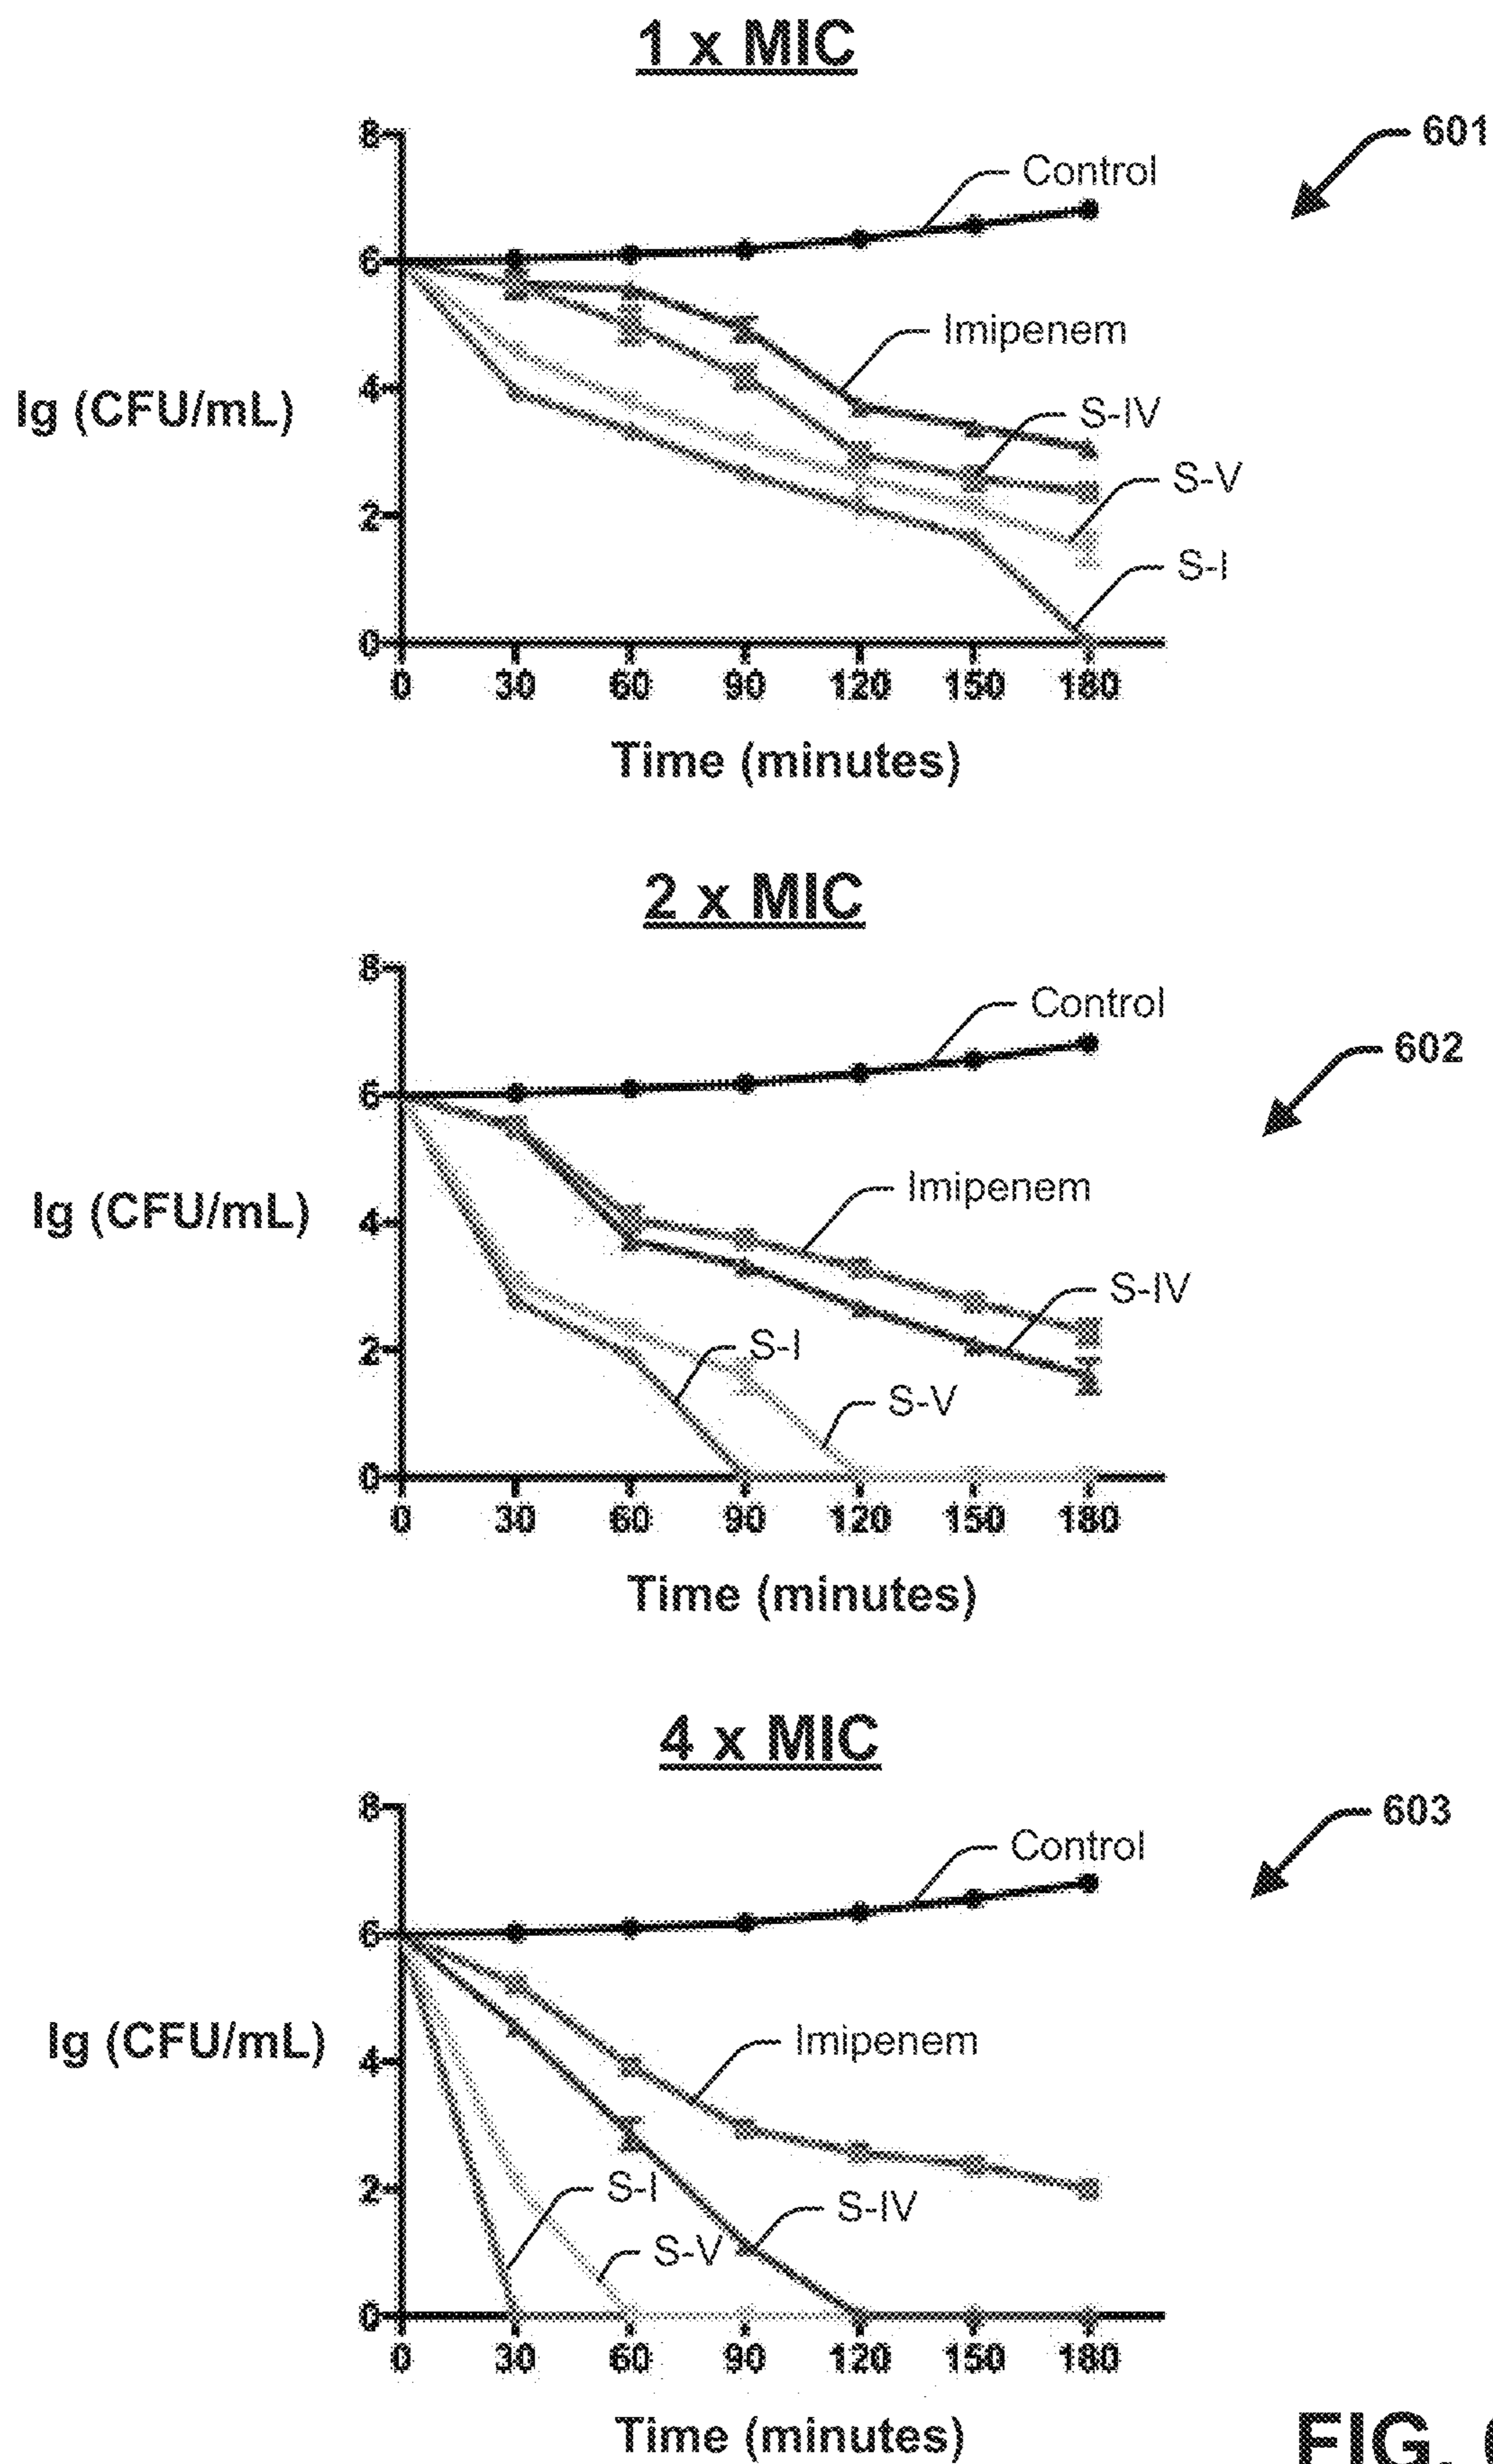 1 x MIC
601
8
Control
6
Imipenem
4
lg (CFU/mL)
S-IV
S-V
2
S-I
0
0 30 60 90 120 150 180
Time (minutes)
2 x MIC
8
Control
602
6
Imipenem
lg (CFU/mL)
4
S-IV
2
S-I
S-V
0
0 30 60 90 120 150 180
Time (minutes)
4 x MIC
8
603
Control
6
lg (CFU/mL)
Imipenem
4
2
S-I
S-IV
S-V
0
0 30 60 90 120 150 180
Time (minutes)
FIG.